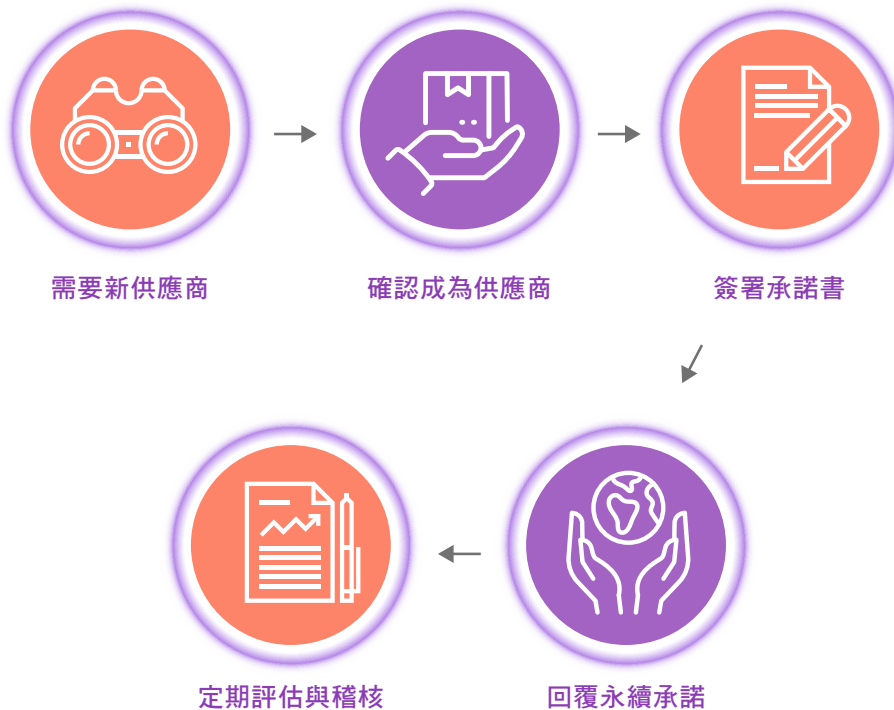 需要新供應商
確認成為供應商
簽署承諾書
回覆永續承諾
定期評估與稽核